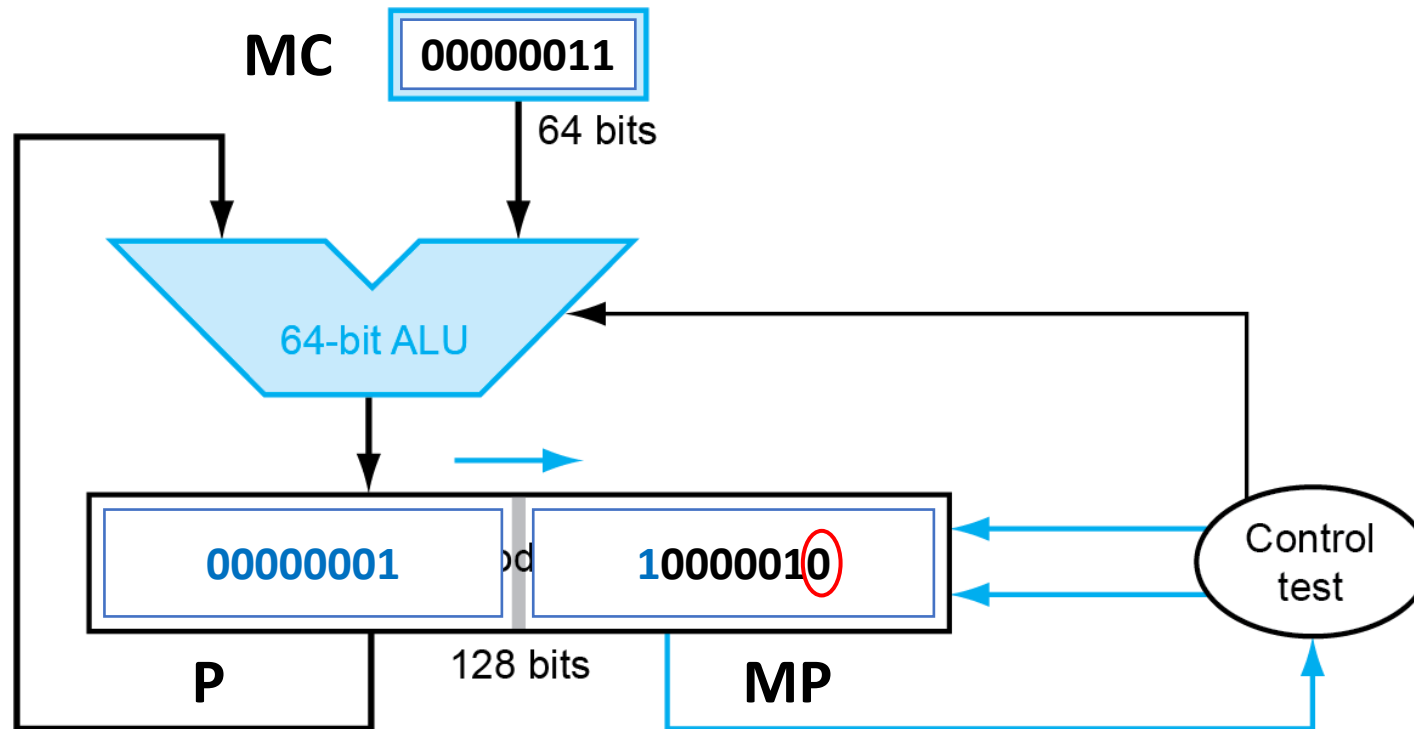 MC
00000011
64 bits
64-bit ALU
00000001
10000010
Control
test
128 bits
P
MP